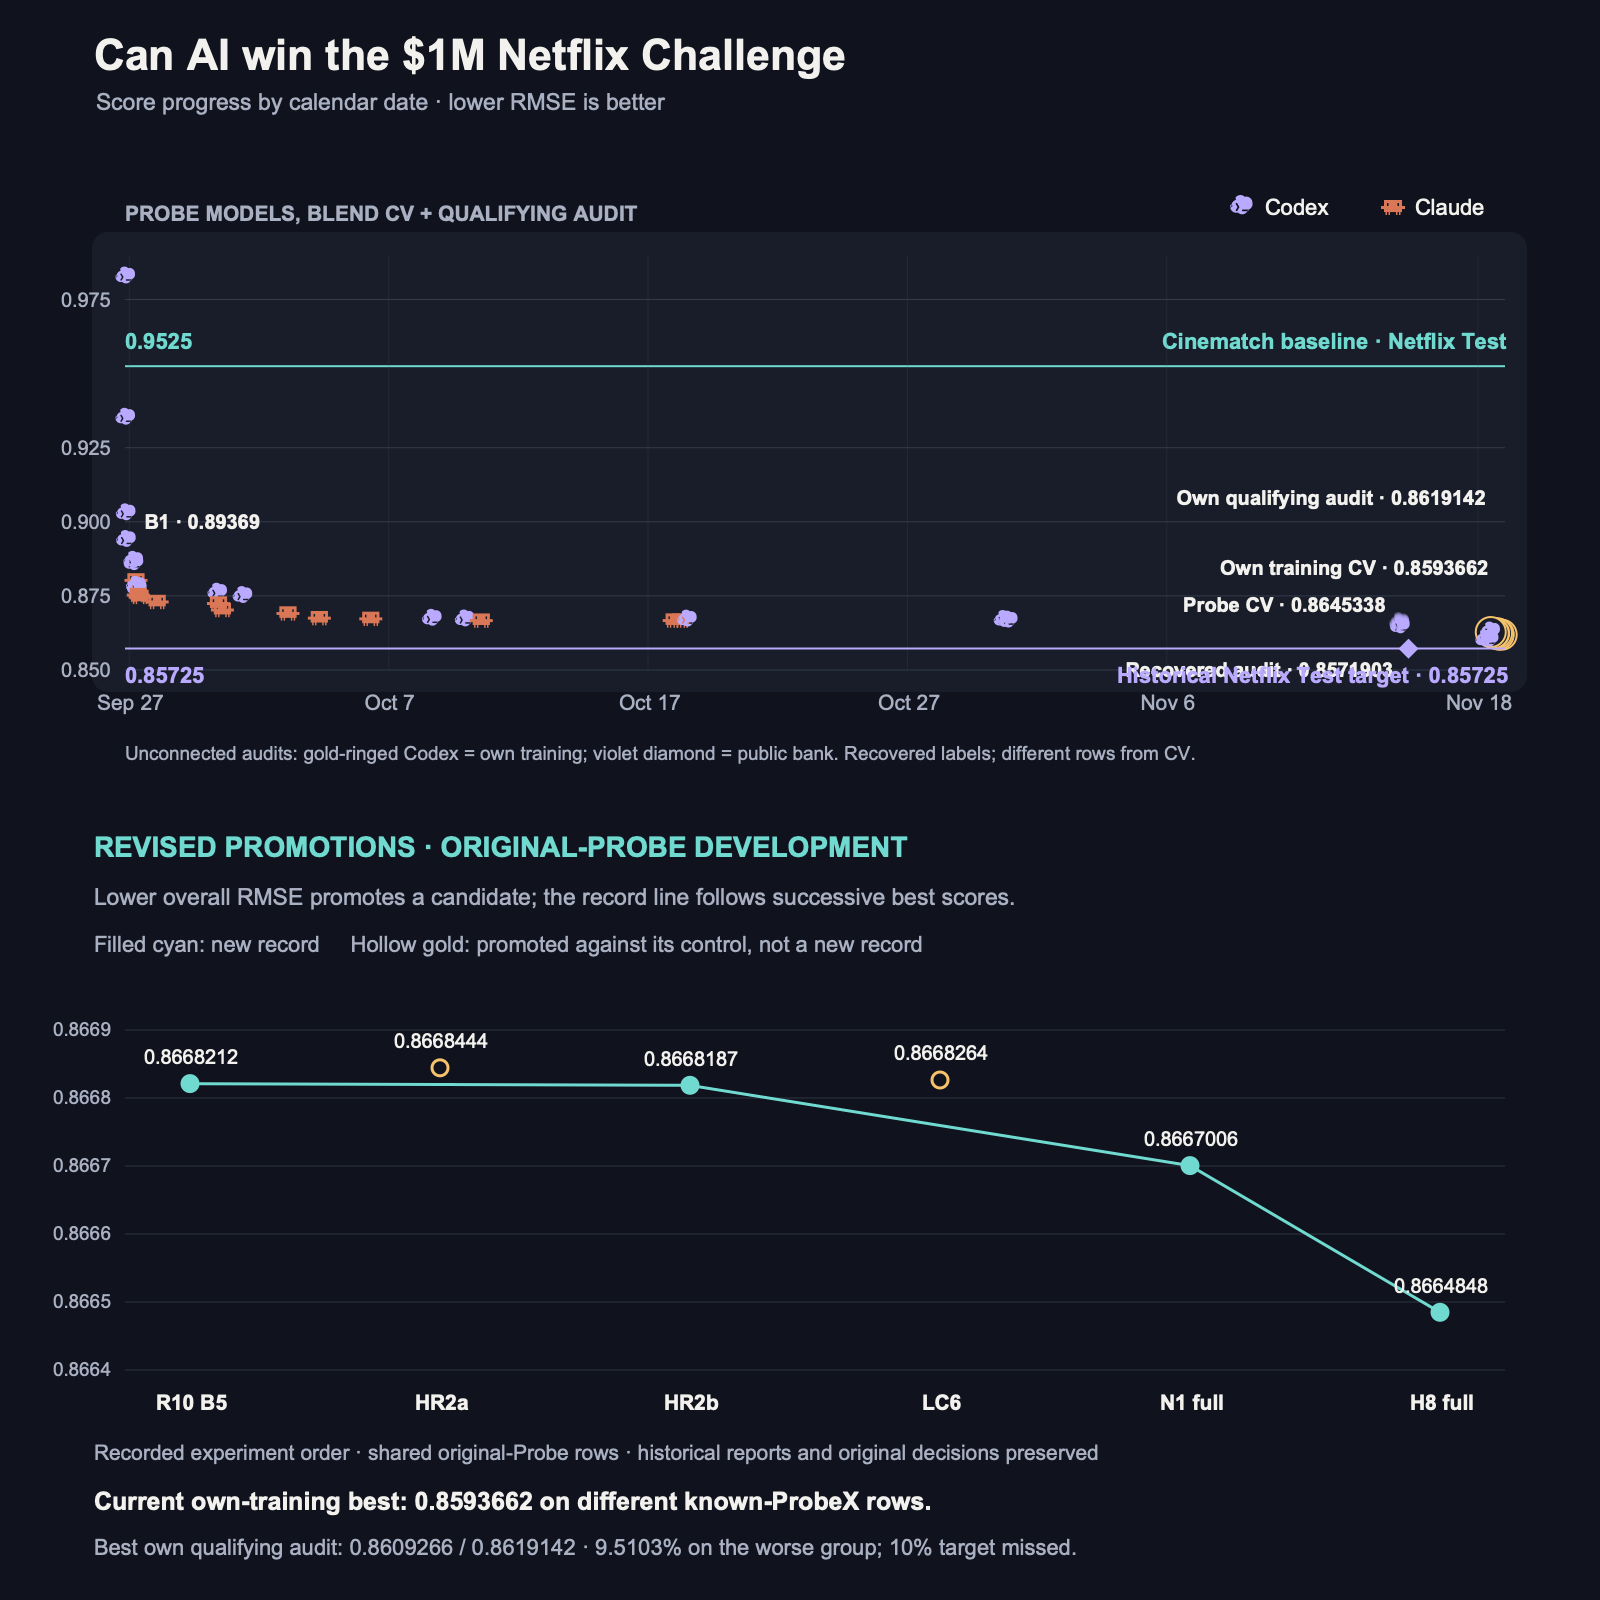 Can AI win the $1M Netflix Challenge
Score progress by calendar date · lower RMSE is better
PROBE MODELS, BLEND CV + QUALIFYING AUDIT
Codex
Claude
0.975
0.9525
Cinematch baseline · Netflix Test
0.925
Own qualifying audit · 0.8619142
0.900
B1 · 0.89369
Own training CV · 0.8593662
0.875
Probe CV · 0.8645338
0.850
0.85725
Recovered audit · 0.8571903
Historical Netflix Test target · 0.85725
Sep 27
Oct 7
Oct 17
Oct 27
Nov 6
Nov 18
Unconnected audits: gold-ringed Codex = own training; violet diamond = public bank. Recovered labels; different rows from CV.
REVISED PROMOTIONS · ORIGINAL-PROBE DEVELOPMENT
Lower overall RMSE promotes a candidate; the record line follows successive best scores.
Filled cyan: new record
Hollow gold: promoted against its control, not a new record
0.8669
0.8668212
0.8668444
0.8668187
0.8668264
0.8668
0.8667006
0.8667
0.8666
0.8664848
0.8665
0.8664
R10 B5
HR2a
HR2b
LC6
N1 full
H8 full
Recorded experiment order · shared original-Probe rows · historical reports and original decisions preserved
Current own-training best: 0.8593662 on different known-ProbeX rows.
Best own qualifying audit: 0.8609266 / 0.8619142 · 9.5103% on the worse group; 10% target missed.